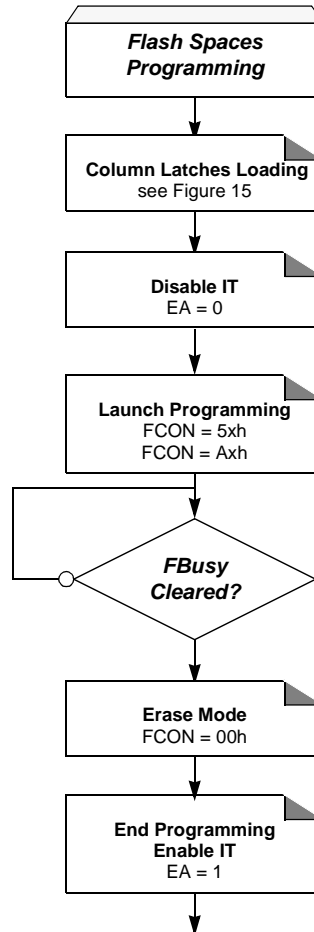 Flash Spaces
Programming
Column Latches Loading
see Figure 15
Disable IT
EA = 0
Launch Programming
FCON = 5xh
FCON = Axh
FBusy
Cleared?
Erase Mode
FCON = 00h
End Programming
Enable IT
EA = 1